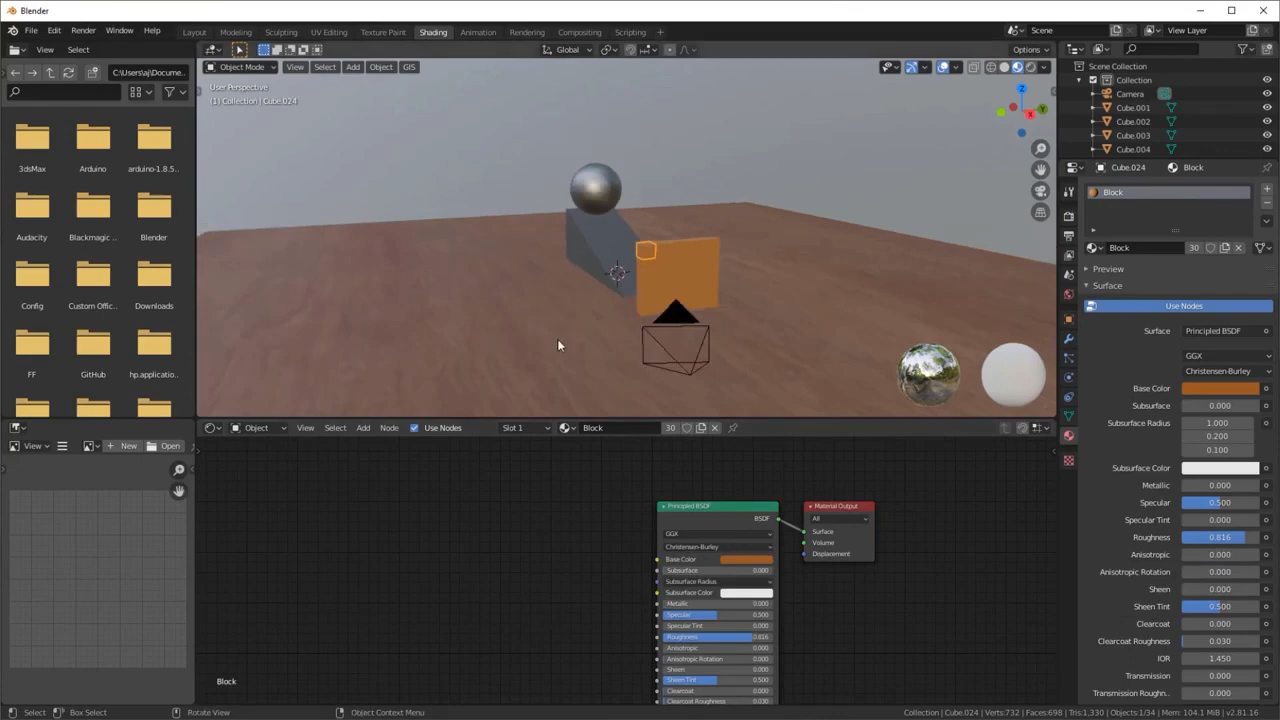 Blender
File Edit Render Window Help
Layout Modeling Sculpting UV Editing Texture Paint Shading Animation Rendering Compositing Scripting
Scene
View Layer
View Select
Global
Options
C:\Users\aj\Docume..
Object Mode View Select Add Object GIS
User Perspective
(1) Collection | Cube.024
3dsMax Arduino arduino-1.8.5..
Audacity Blackmagic .. Blender
Config Custom Offic.. Downloads
FF GitHub hp.applicatio..
Z
Y
X
Scene Collection
Collection
Camera
Cube.001
Cube.002
Cube.003
Cube.004
Cube.024 Block
Block
Block 30
Preview
Surface
Use Nodes
Surface Principled BSDF
GGX
Christensen-Burley
Base Color
Subsurface 0.000
Subsurface Radius 1.000
0.200
0.100
Subsurface Color
Metallic 0.000
Specular 0.500
Specular Tint 0.000
Roughness 0.816
Anisotropic 0.000
Anisotropic Rotation 0.000
Sheen 0.000
Sheen Tint 0.500
Clearcoat 0.000
Clearcoat Roughness 0.030
IOR 1.450
Transmission 0.000
Transmission Roughn.. 0.000
View New Open
Object View Select Add Node Use Nodes Slot 1 Block 30
Principled BSDF
BSDF
GGX
Christensen-Burley
Base Color
Subsurface 0.000
Subsurface Radius
Subsurface Color
Metallic 0.000
Specular 0.500
Specular Tint 0.000
Roughness 0.816
Anisotropic 0.000
Anisotropic Rotation 0.000
Sheen 0.000
Sheen Tint 0.500
Clearcoat 0.000
Clearcoat Roughness 0.030
Material Output
All
Surface
Volume
Displacement
Block
Select Box Select Rotate View Object Context Menu
Collection | Cube.024 | Verts:732 | Faces:698 | Tris:1,330 | Objects:1/34 | Mem: 104.1 MiB | v2.81.16